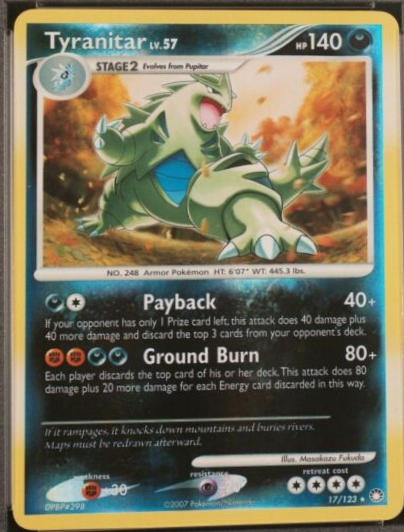 Tyranitar LV.57 HP 140
STAGE2 Evolves from Pupitar
NO. 248 Armor Pokémon HT: 6'07" WT: 445.3 lbs.
Payback 40+
If your opponent has only 1 Prize card left, this attack does 40 damage plus
40 more damage and discard the top 3 cards from your opponent's deck.
Ground Burn 80+
Each player discards the top card of his or her deck. This attack does 80
damage plus 20 more damage for each Energy card discarded in this way.
If it rampages, it knocks down mountains and buries rivers.
Maps must be redrawn afterward.
Illus. Masakazu Fukuda
weakness resistance retreat cost
+30
DPBP#298 ©2007 Pokémon/Nintendo 17/123 ★